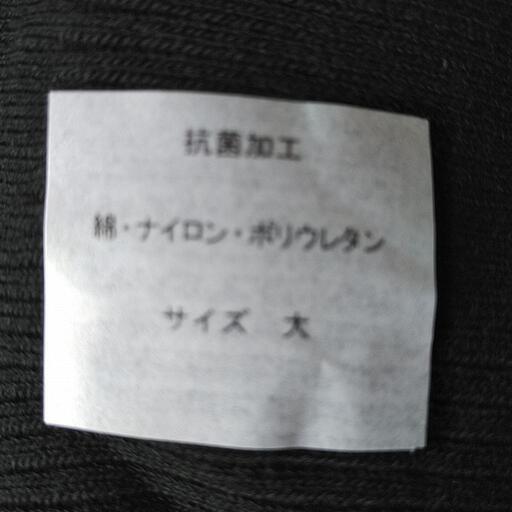 抗菌加工
綿・ナイロン・ポリウレタン
サイズ　大